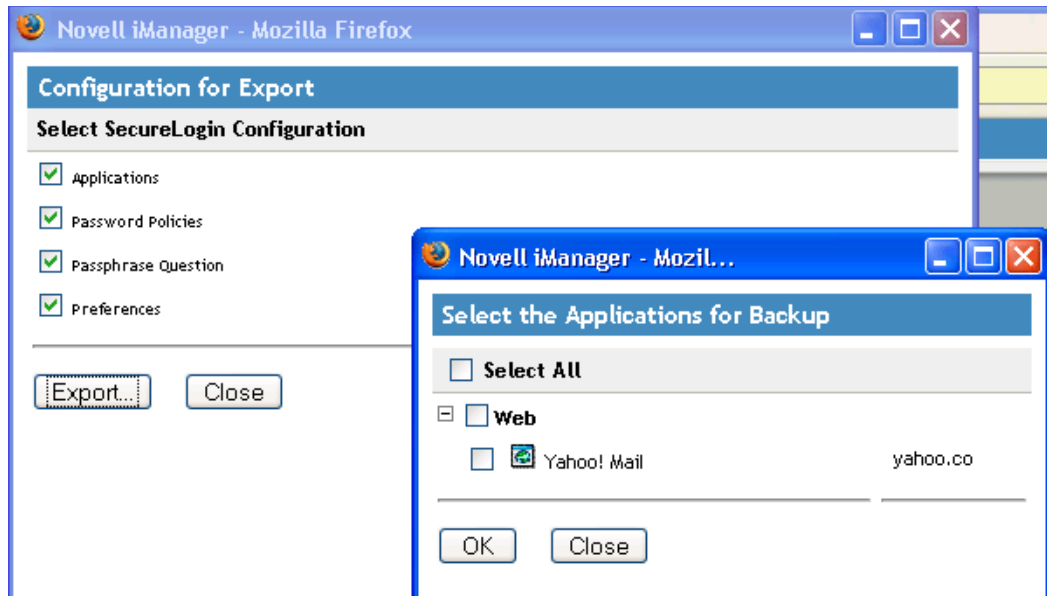 Novell iManager - Mozilla Firefox
Configuration for Export
Select SecureLogin Configuration
Applications
Password Policies
Passphrase Question
Preferences
Export...
Close
Novell iManager - Mozil...
Select the Applications for Backup
Select All
Web
Yahoo! Mail yahoo.co
OK
Close